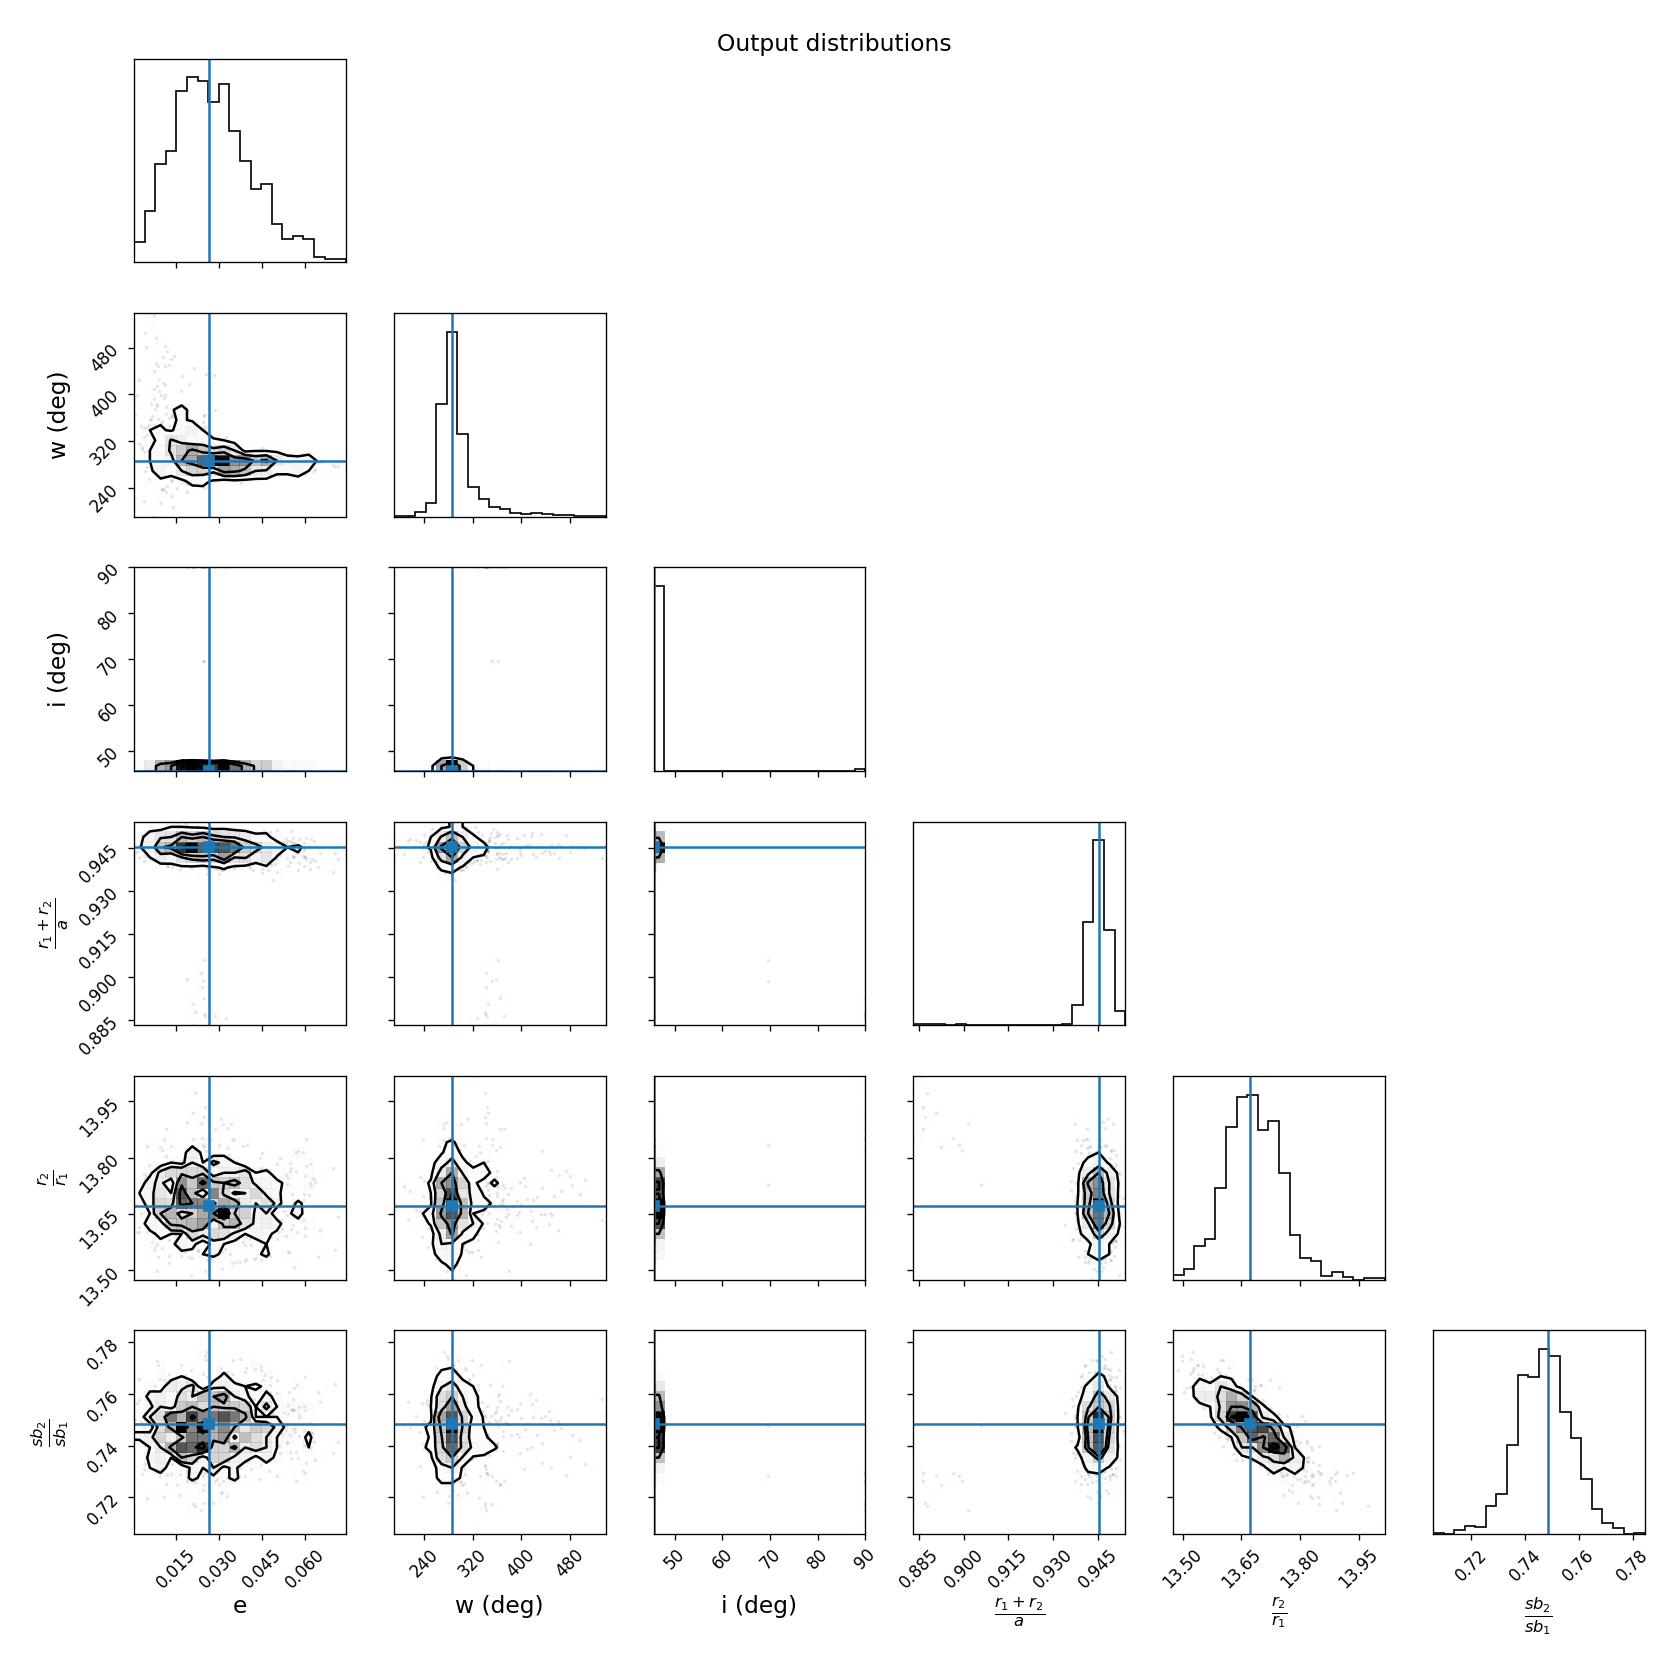 Output distributions
w (deg)
480
400
320
240
i (deg)
90
80
70
60
50
r₁ + r₂
a
0.945
0.930
0.915
0.900
0.885
r₂
r₁
13.95
13.80
13.65
13.50
sb₂
sb₁
0.78
0.76
0.74
0.72
0.015 0.030 0.045 0.060
e
240 320 400 480
w (deg)
50 60 70 80 90
i (deg)
0.885 0.900 0.915 0.930 0.945
r₁ + r₂
a
13.50 13.65 13.80 13.95
r₂
r₁
0.72 0.74 0.76 0.78
sb₂
sb₁